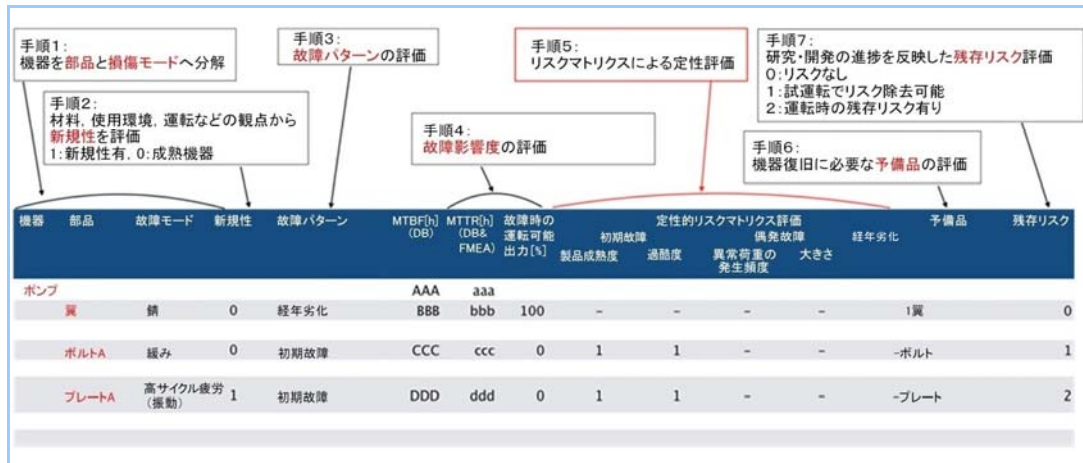 手順1:
機器を部品と損傷モードへ分解
手順2:
材料, 使用環境, 運転などの観点から
新規性を評価
1:新規性有, 0:成熟機器
手順3:
故障パターンの評価
手順4:
故障影響度の評価
手順5:
リスクマトリクスによる定性評価
手順7:
研究・開発の進捗を反映した残存リスク評価
0:リスクなし
1:試運転でリスク除去可能
2:運転時の残存リスク有り
手順6:
機器復旧に必要な予備品の評価
機器 部品 故障モード 新規性 故障パターン MTBF[h] MTTR[h] 故障時の 定性的リスクマトリクス評価 予備品 残存リスク
(DB) (DB& 運転可能 初期故障 偶発故障 経年劣化
FMEA) 出力[%] 製品成熟度 過酷度 異常荷重の 大きさ
発生頻度
ポンプ AAA aaa
翼 錆 0 経年劣化 BBB bbb 100 - - - - 1翼 0
ボルトA 緩み 0 初期故障 CCC ccc 0 1 1 - - -ボルト 1
プレートA 高サイクル疲労 1 初期故障 DDD ddd 0 1 1 - - -プレート 2
(振動)